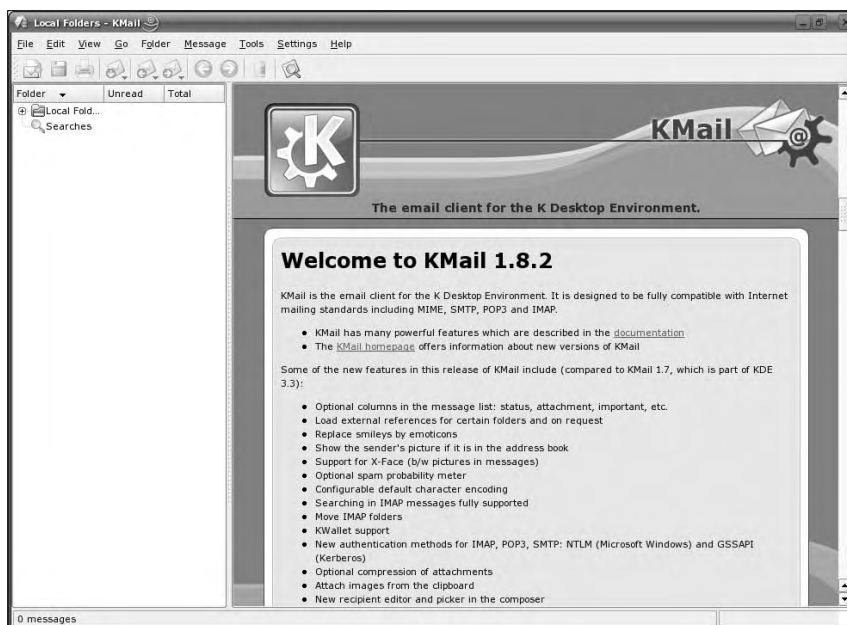 Local Folders - KMail
File Edit View Go Folder Message Tools Settings Help
Folder Unread Total
Local Fold...
Searches
KMail
@
K
The email client for the K Desktop Environment.
Welcome to KMail 1.8.2
KMail is the email client for the K Desktop Environment. It is designed to be fully compatible with Internet
mailing standards including MIME, SMTP, POP3 and IMAP.
• KMail has many powerful features which are described in the documentation
• The KMail homepage offers information about new versions of KMail
Some of the new features in this release of KMail include (compared to KMail 1.7, which is part of KDE
3.3):
• Optional columns in the message list: status, attachment, important, etc.
• Load external references for certain folders and on request
• Replace smileys by emoticons
• Show the sender's picture if it is in the address book
• Support for X-Face (b/w pictures in messages)
• Optional spam probability meter
• Configurable default character encoding
• Searching in IMAP messages fully supported
• Move IMAP folders
• KWallet support
• New authentication methods for IMAP, POP3, SMTP: NTLM (Microsoft Windows) and GSSAPI
(Kerberos)
• Optional compression of attachments
• Attach images from the clipboard
• New recipient editor and picker in the composer
0 messages